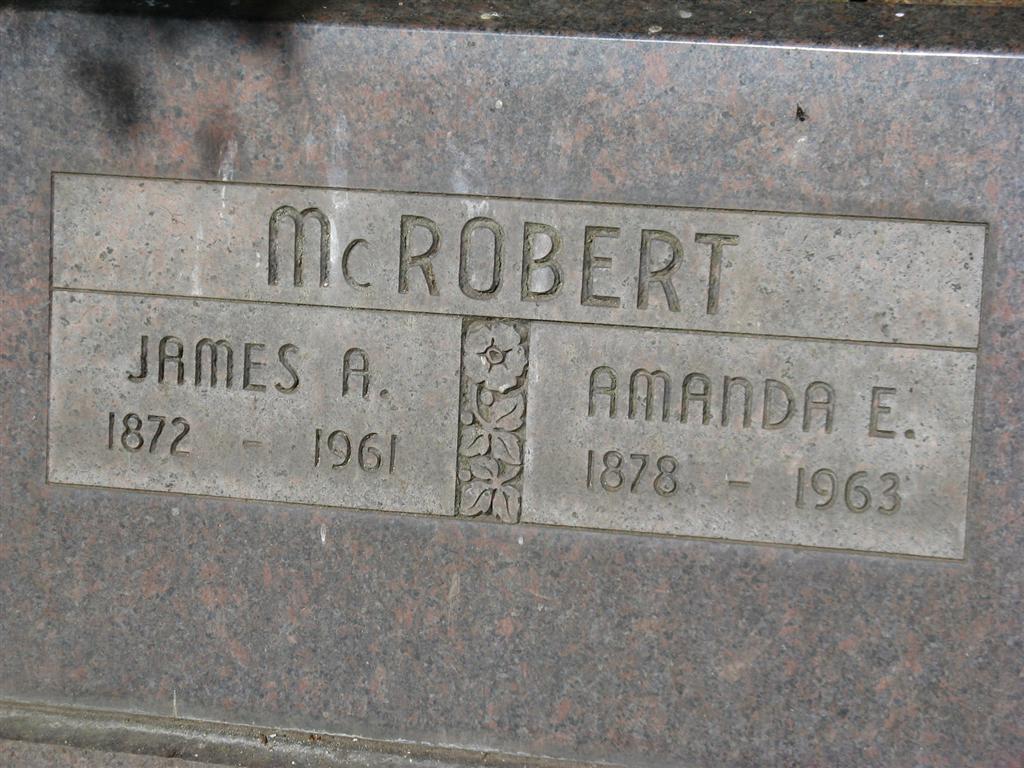 McROBERT
JAMES A.
1872 - 1961
AMANDA E.
1878 - 1963